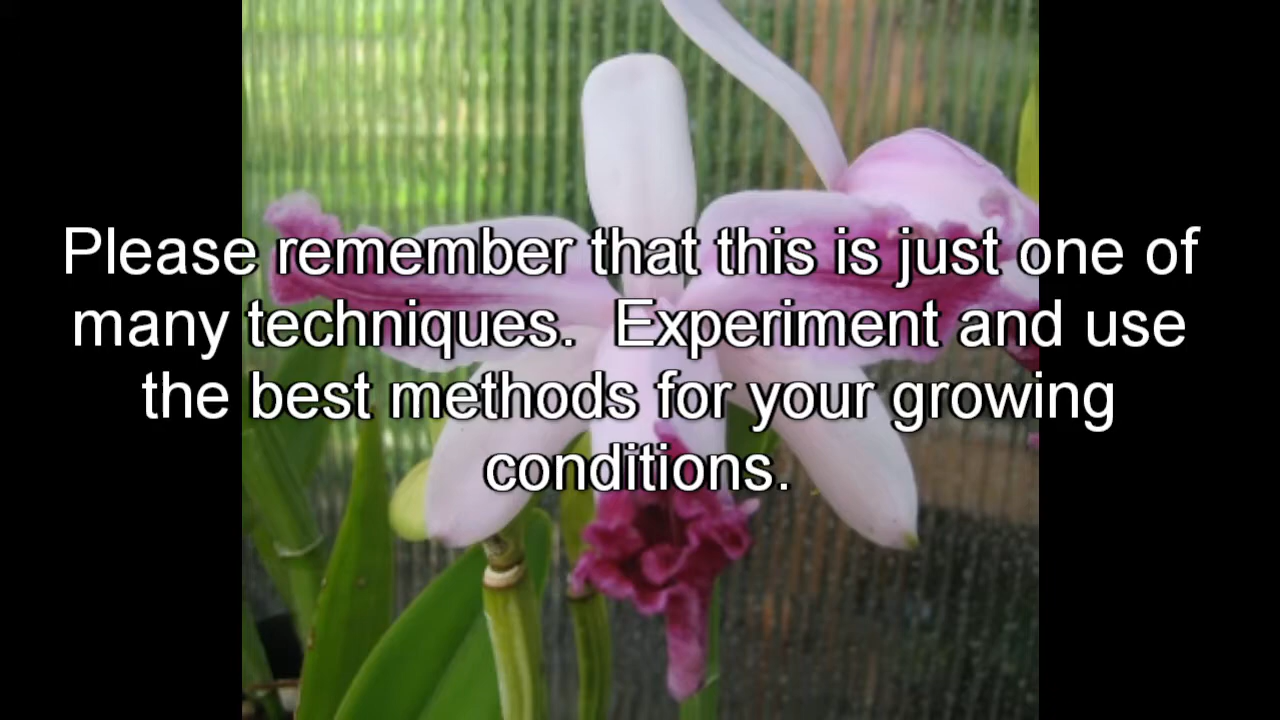 Please remember that this is just one of
many techniques.  Experiment and use
the best methods for your growing
conditions.